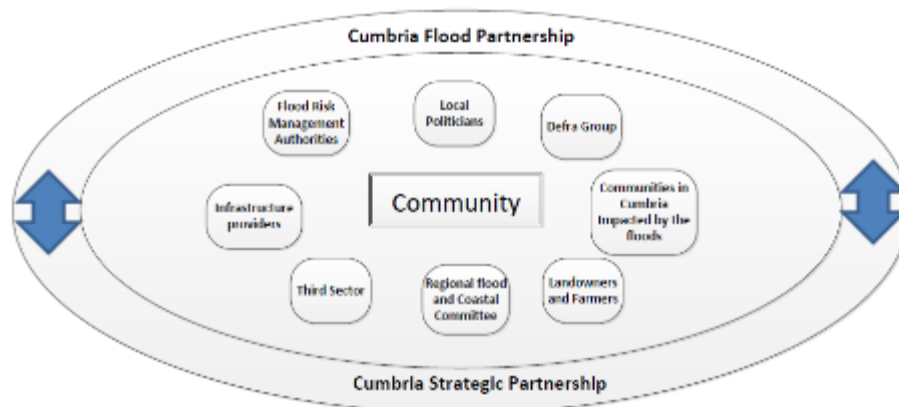 Cumbria Flood Partnership
Flood Risk
Management
Authorities
Local
Politicians
Defra Group
Infrastructure
providers
Community
Communities in
Cumbria
Impacted by the
floods
Third Sector
Regional flood
and Coastal
Committee
Landowners
and Farmers
Cumbria Strategic Partnership